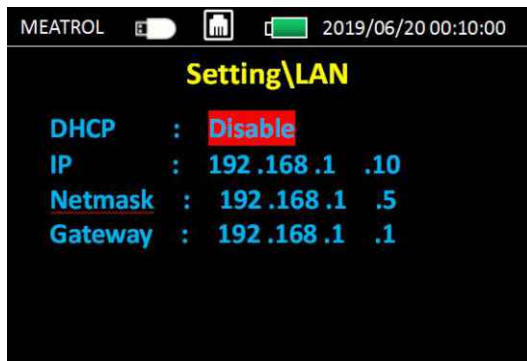 MEATROL 2019/06/20 00:10:00
Setting\LAN
DHCP : Disable
IP : 192 .168 .1 .10
Netmask : 192 .168 .1 .5
Gateway : 192 .168 .1 .1